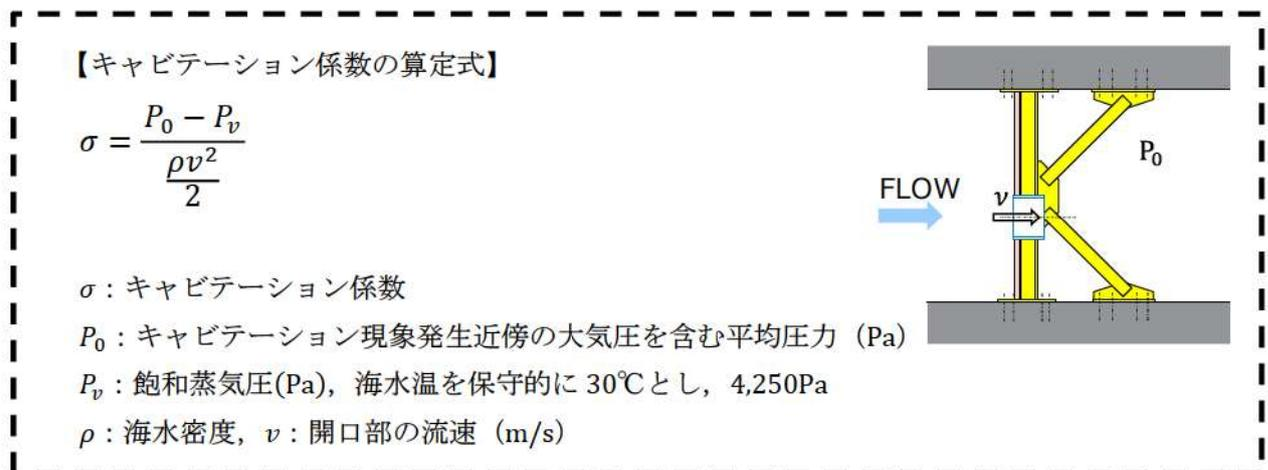 【キャビテーション係数の算定式】
σ = (P₀ − Pᵥ) / (ρv² / 2)
FLOW
v
P₀
σ：キャビテーション係数
P₀：キャビテーション現象発生近傍の大気圧を含む平均圧力（Pa）
Pᵥ：飽和蒸気圧(Pa)，海水温を保守的に 30℃とし，4,250Pa
ρ：海水密度，v：開口部の流速（m/s）